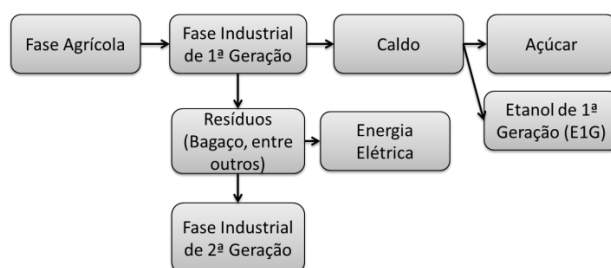 Fase Agrícola
Fase Industrial
de 1ª Geração
Caldo
Açúcar
Etanol de 1ª
Geração (E1G)
Resíduos
(Bagaço, entre
outros)
Energia
Elétrica
Fase Industrial
de 2ª Geração